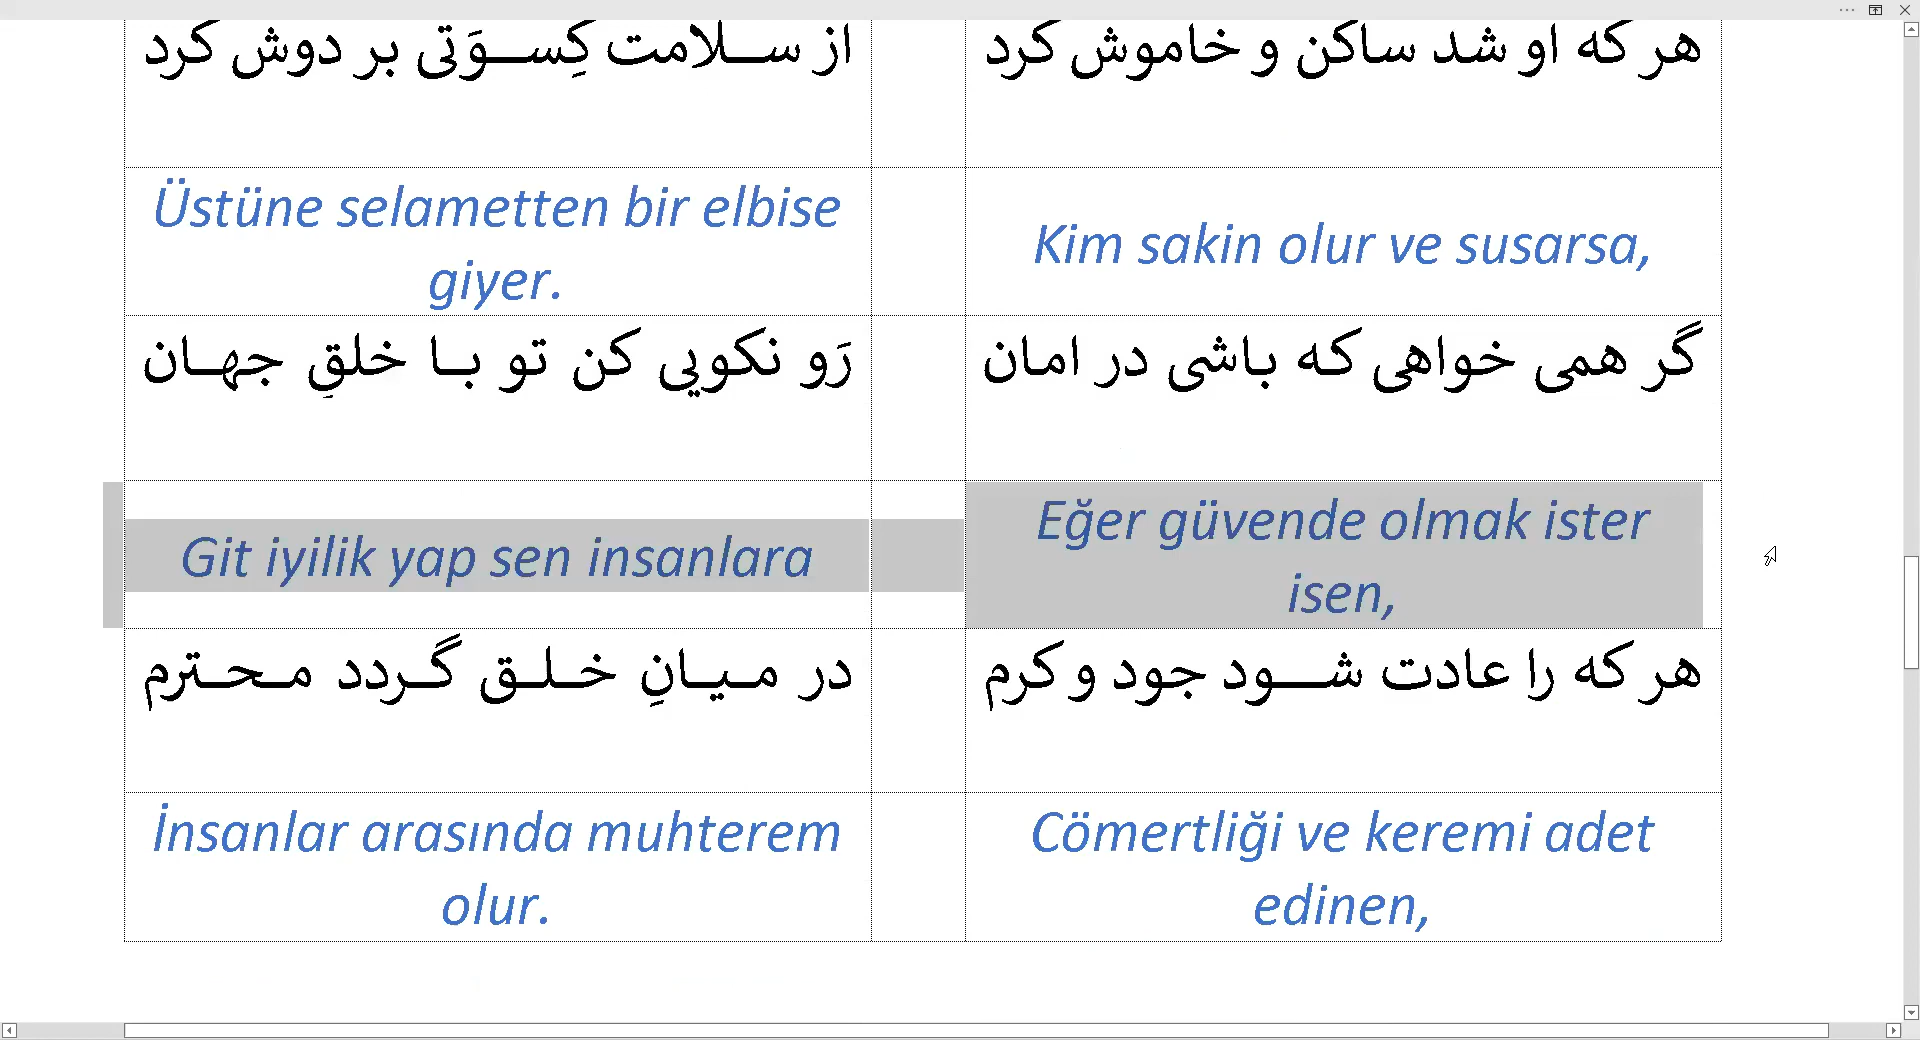 هر که او شد ساکن و خاموش کرد
از سـلامت کِسـوَتی بر دوش کرد
Kim sakin olur ve susarsa,
Üstüne selametten bir elbise
giyer.
گر همی خواهی که باشی در امان
رَو نکویی کن تو بـا خلقِ جهـان
Eğer güvende olmak ister
isen,
Git iyilik yap sen insanlara
هر که را عادت شـود جود و کرم
در مـیـانِ خـلـق گـردد مـحـترم
Cömertliği ve keremi adet
edinen,
İnsanlar arasında muhterem
olur.